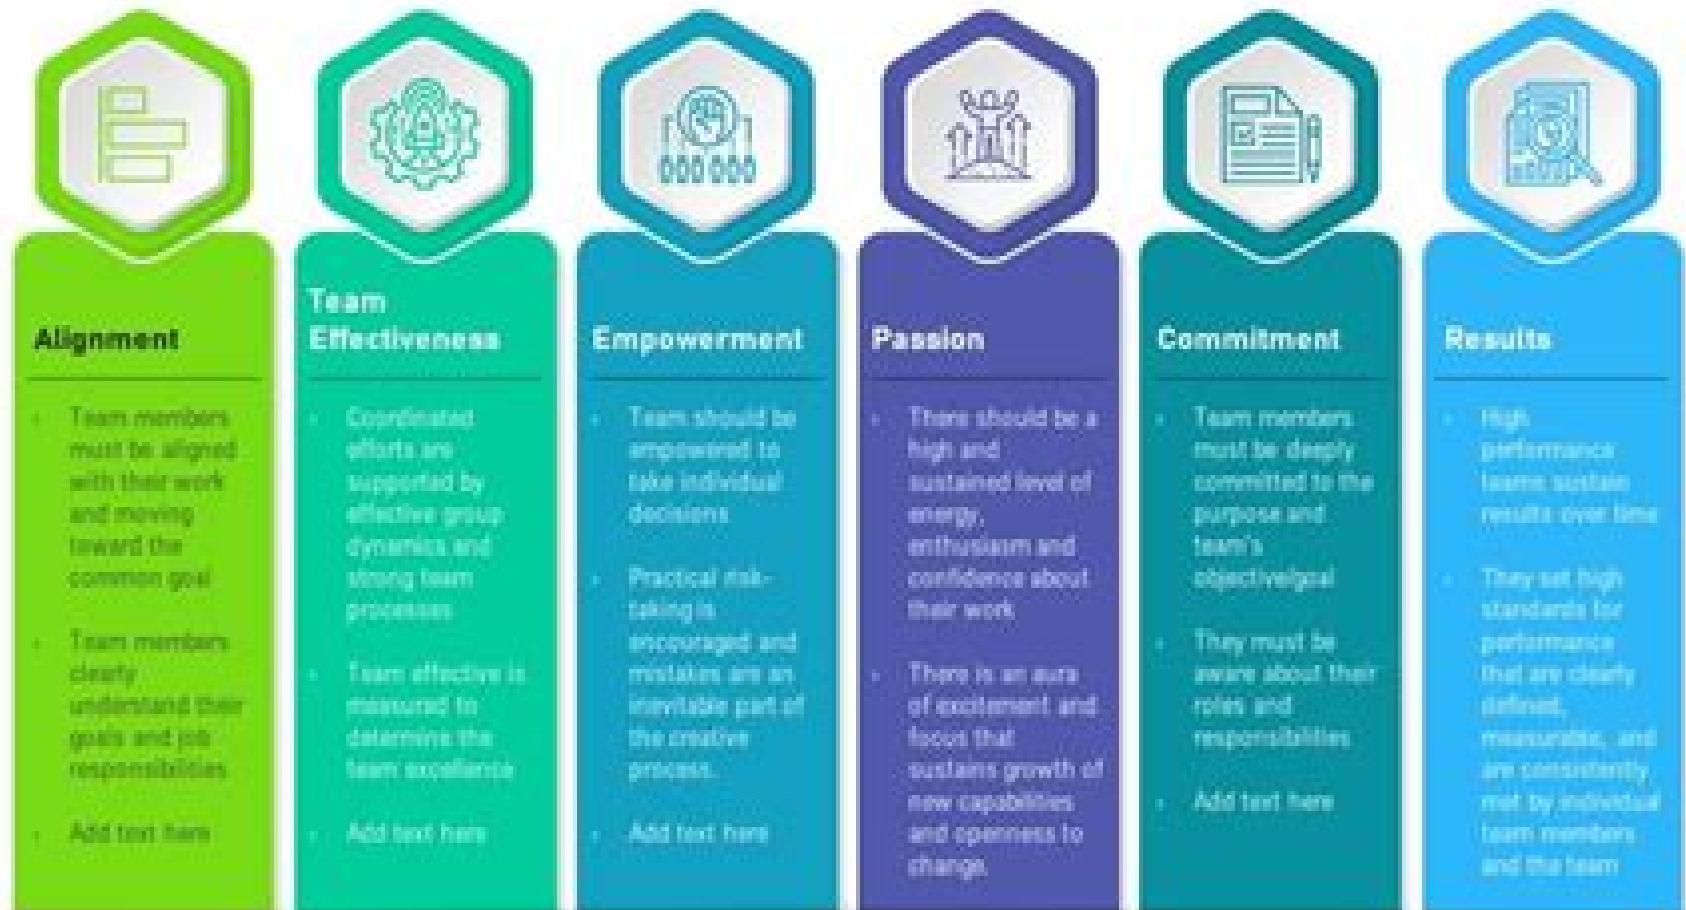 Alignment
Team members
must be aligned
with their work
and moving
toward the
common goal
Team members
clearly
understand their
goals and job
responsibilities
Add text here
Team
Effectiveness
Coordinated
efforts are
supported by
effective group
dynamics and
strong team
processes
Team effective is
measured to
determine the
team excellence
Add text here
Empowerment
Team should be
empowered to
take individual
decisions
Practical risk-
taking is
encouraged and
mistakes are an
inevitable part of
the creative
process.
Add text here
Passion
There should be a
high and
sustained level of
energy,
enthusiasm and
confidence about
their work
There is an aura
of excitement and
focus that
sustains growth of
new capabilities
and openness to
change.
Commitment
Team members
must be deeply
committed to the
purpose and
team's
objective/goal
They must be
aware about their
roles and
responsibilities
Add text here
Results
High
performance
teams sustain
results over time
They set high
standards for
performance
that are clearly
defined,
measurable, and
are consistently
met by individual
team members
and the team